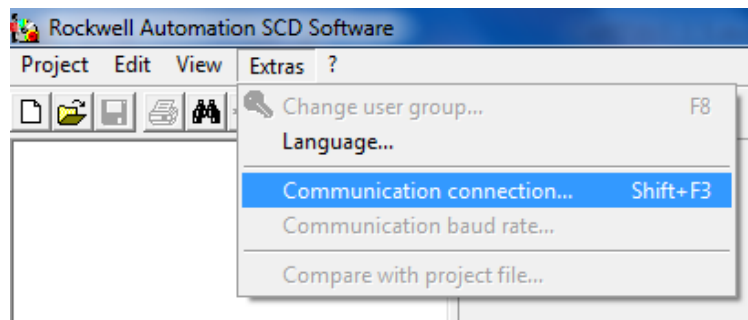 Rockwell Automation SCD Software
Project Edit View Extras ?
Change user group... F8
Language...
Communication connection... Shift+F3
Communication baud rate...
Compare with project file...